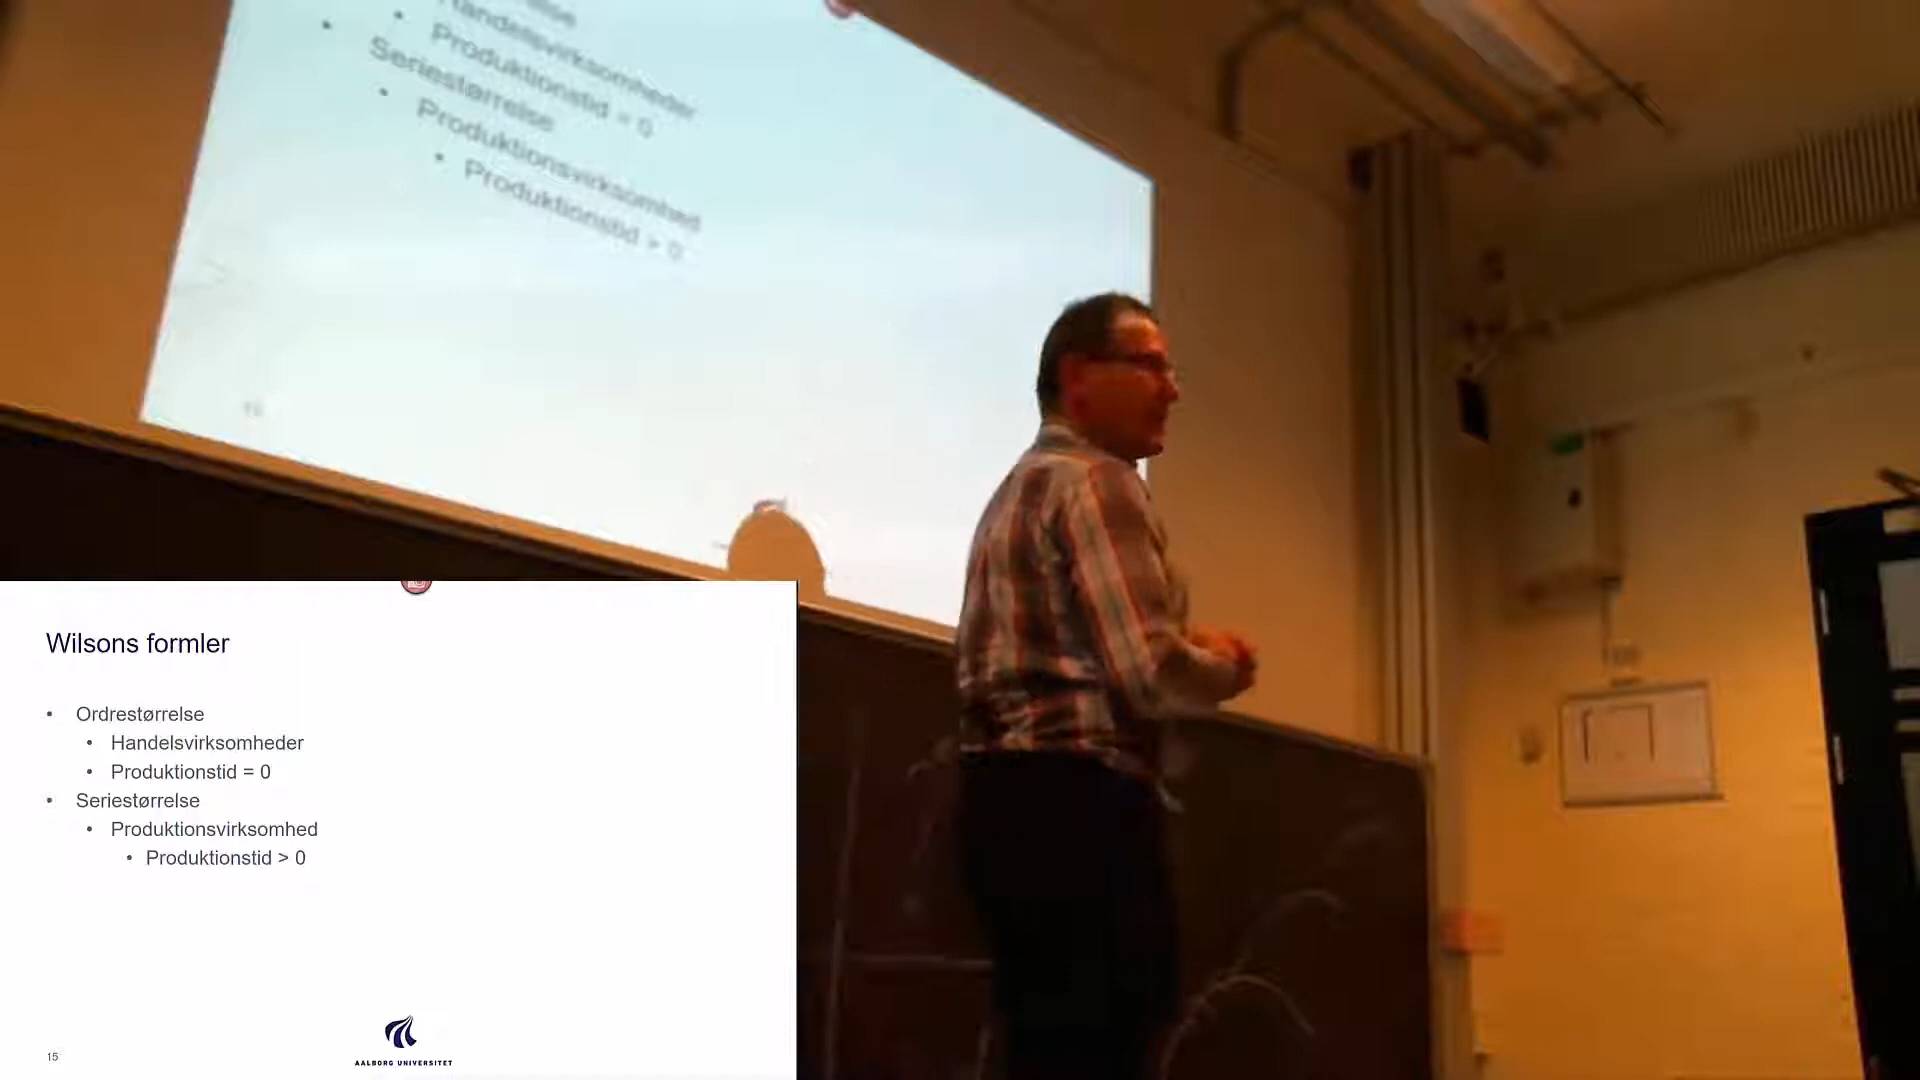 Handelsvirksomheder
Produktionstid = 0
Seriestørrelse
Produktionsvirksomhed
Produktionstid > 0
15
Wilsons formler
• Ordrestørrelse
• Handelsvirksomheder
• Produktionstid = 0
• Seriestørrelse
• Produktionsvirksomhed
• Produktionstid > 0
15
AALBORG UNIVERSITET